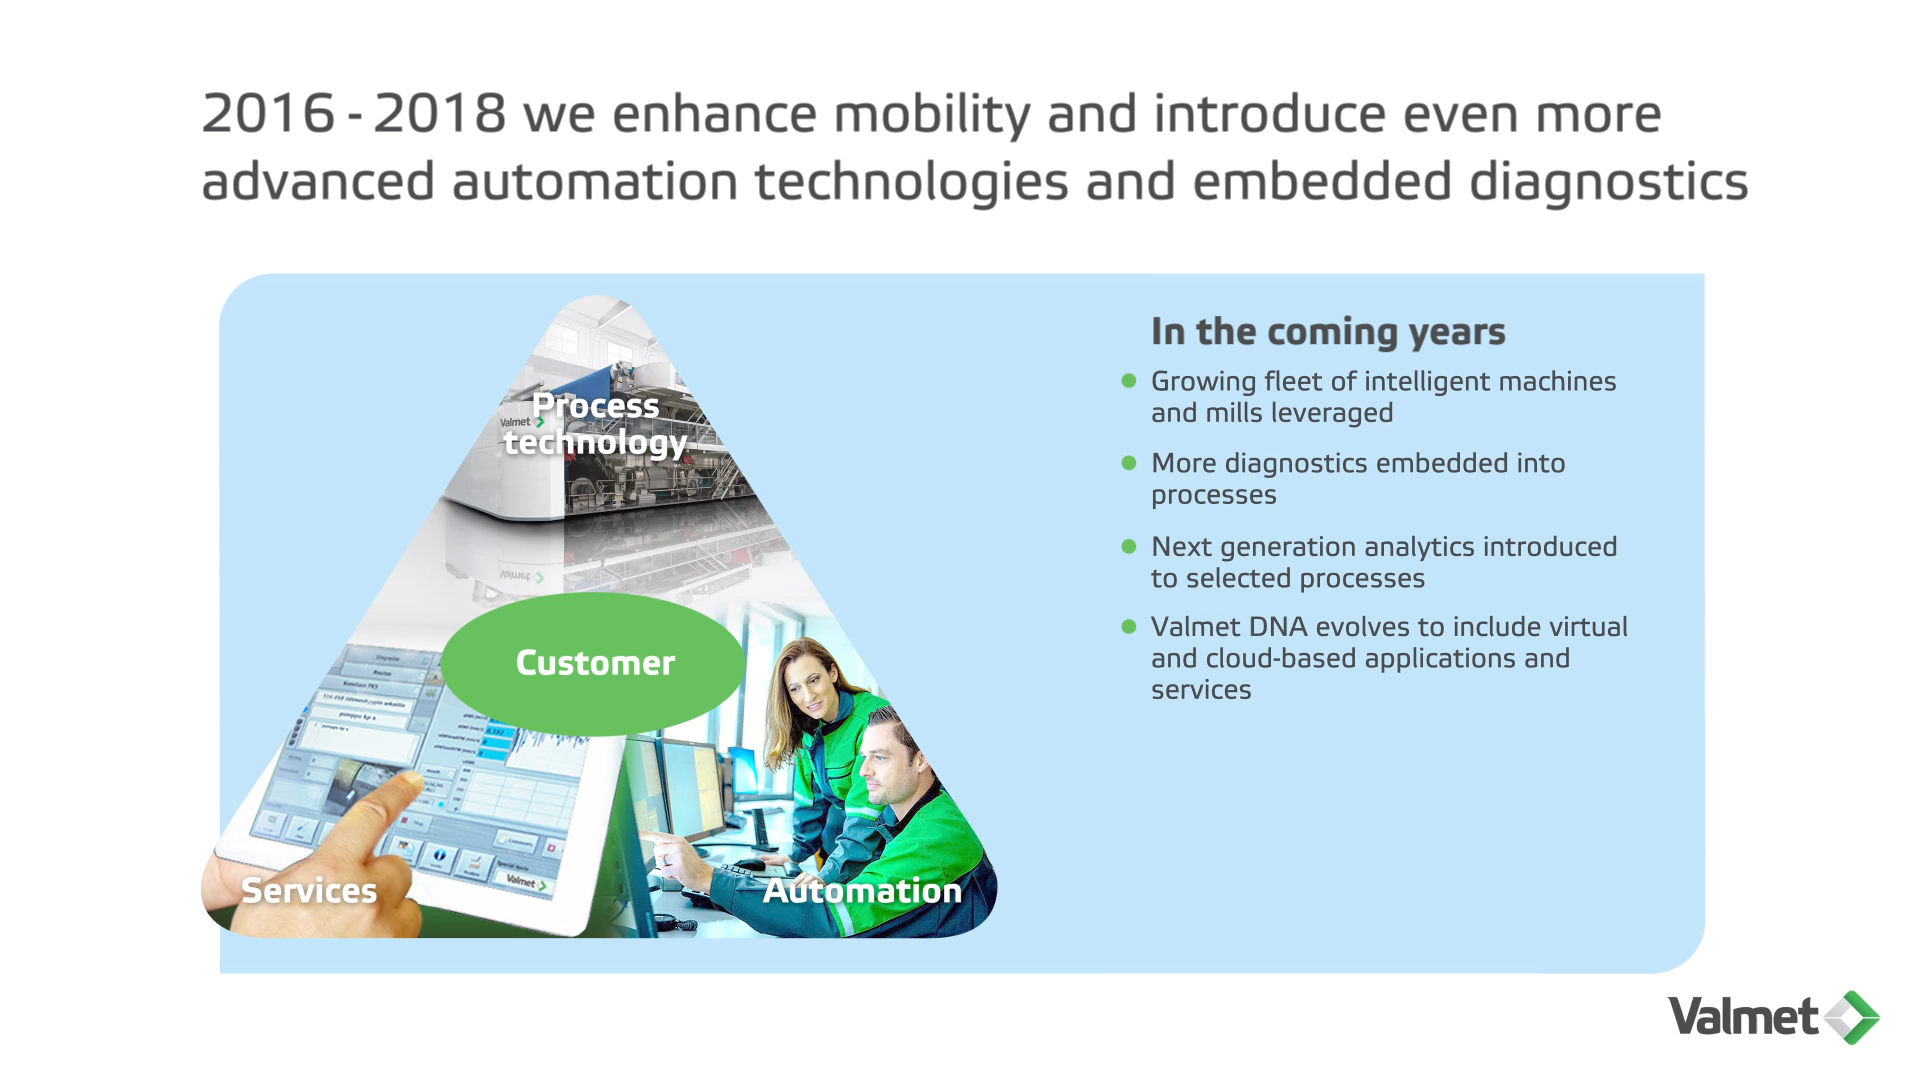 2016 - 2018 we enhance mobility and introduce even more
advanced automation technologies and embedded diagnostics
Process
technology
Valmet
Customer
Services
Automation
Valmet
In the coming years
Growing fleet of intelligent machines
and mills leveraged
More diagnostics embedded into
processes
Next generation analytics introduced
to selected processes
Valmet DNA evolves to include virtual
and cloud-based applications and
services
Valmet